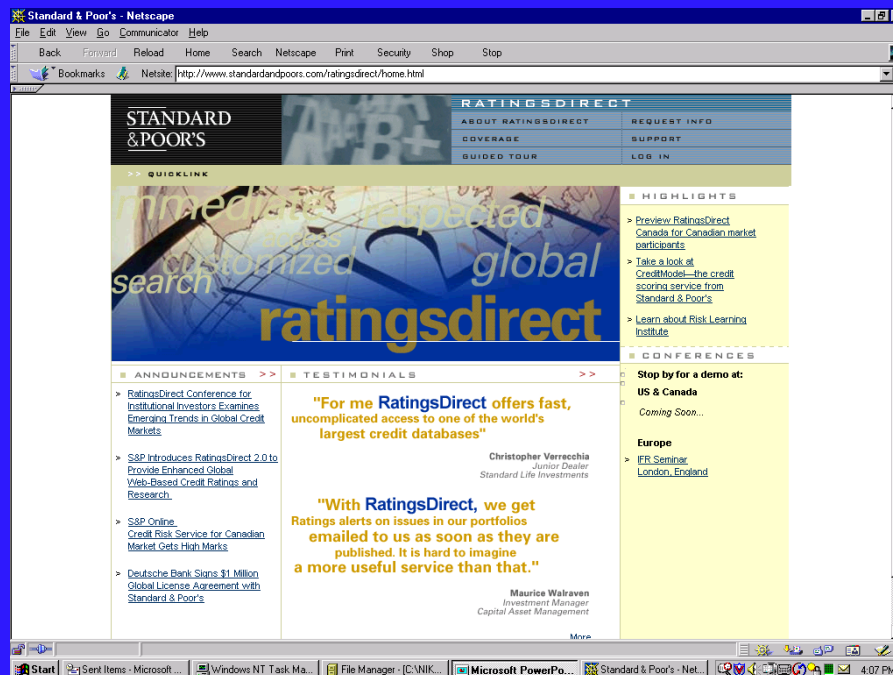 Standard & Poor's - Netscape
File Edit View Go Communicator Help
Back Forward Reload Home Search Netscape Print Security Shop Stop
Bookmarks Netsite: http://www.standardandpoors.com/ratingsdirect/home.html
STANDARD
&POOR'S
RATINGSDIRECT
ABOUT RATINGSDIRECT REQUEST INFO
COVERAGE SUPPORT
GUIDED TOUR LOG IN
>> QUICKLINK
immediate respected
access
customized global
search
ratingsdirect
HIGHLIGHTS
> Preview RatingsDirect
Canada for Canadian market
participants
> Take a look at
CreditModel—the credit
scoring service from
Standard & Poor's
> Learn about Risk Learning
Institute
CONFERENCES
Stop by for a demo at:
US & Canada
Coming Soon...
Europe
> IFR Seminar
London, England
ANNOUNCEMENTS >>
> RatingsDirect Conference for
Institutional Investors Examines
Emerging Trends in Global Credit
Markets
> S&P Introduces RatingsDirect 2.0 to
Provide Enhanced Global
Web-Based Credit Ratings and
Research
> S&P Online
Credit Risk Service for Canadian
Market Gets High Marks
> Deutsche Bank Signs $1 Million
Global License Agreement with
Standard & Poor's
TESTIMONIALS >>
"For me RatingsDirect offers fast,
uncomplicated access to one of the world's
largest credit databases"
Christopher Verrecchia
Junior Dealer
Standard Life Investments
"With RatingsDirect, we get
Ratings alerts on issues in our portfolios
emailed to us as soon as they are
published. It is hard to imagine
a more useful service than that."
Maurice Walraven
Investment Manager
Capital Asset Management
More
Start Sent Items - Microsoft ... Windows NT Task Ma... File Manager - [C:\NIK... Microsoft PowerPo... Standard & Poor's - Net... 4:07 PM